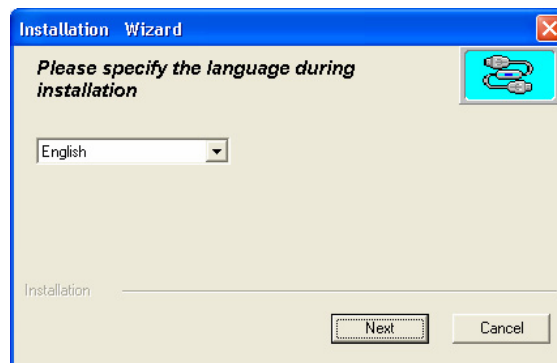 Installation Wizard
Please specify the language during
installation
English
Installation
Next
Cancel